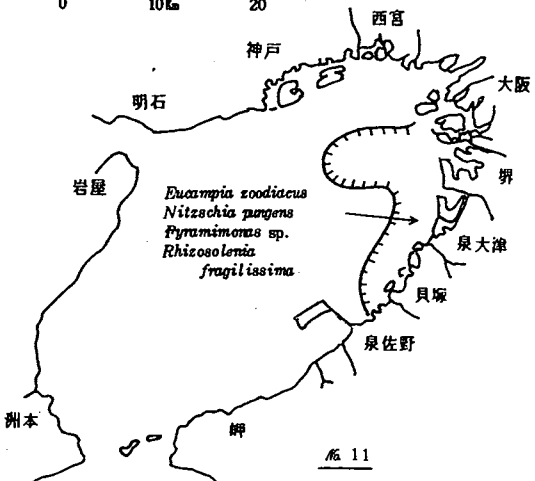 0 10Km 20
西宮
神戸
大阪
明石
堺
岩屋
Eucampia zoodiacus
Nitzschia pungens
Pyramimonas sp.
Rhizosolenia
fragilissima
泉大津
貝塚
泉佐野
洲本
岬
№ 11